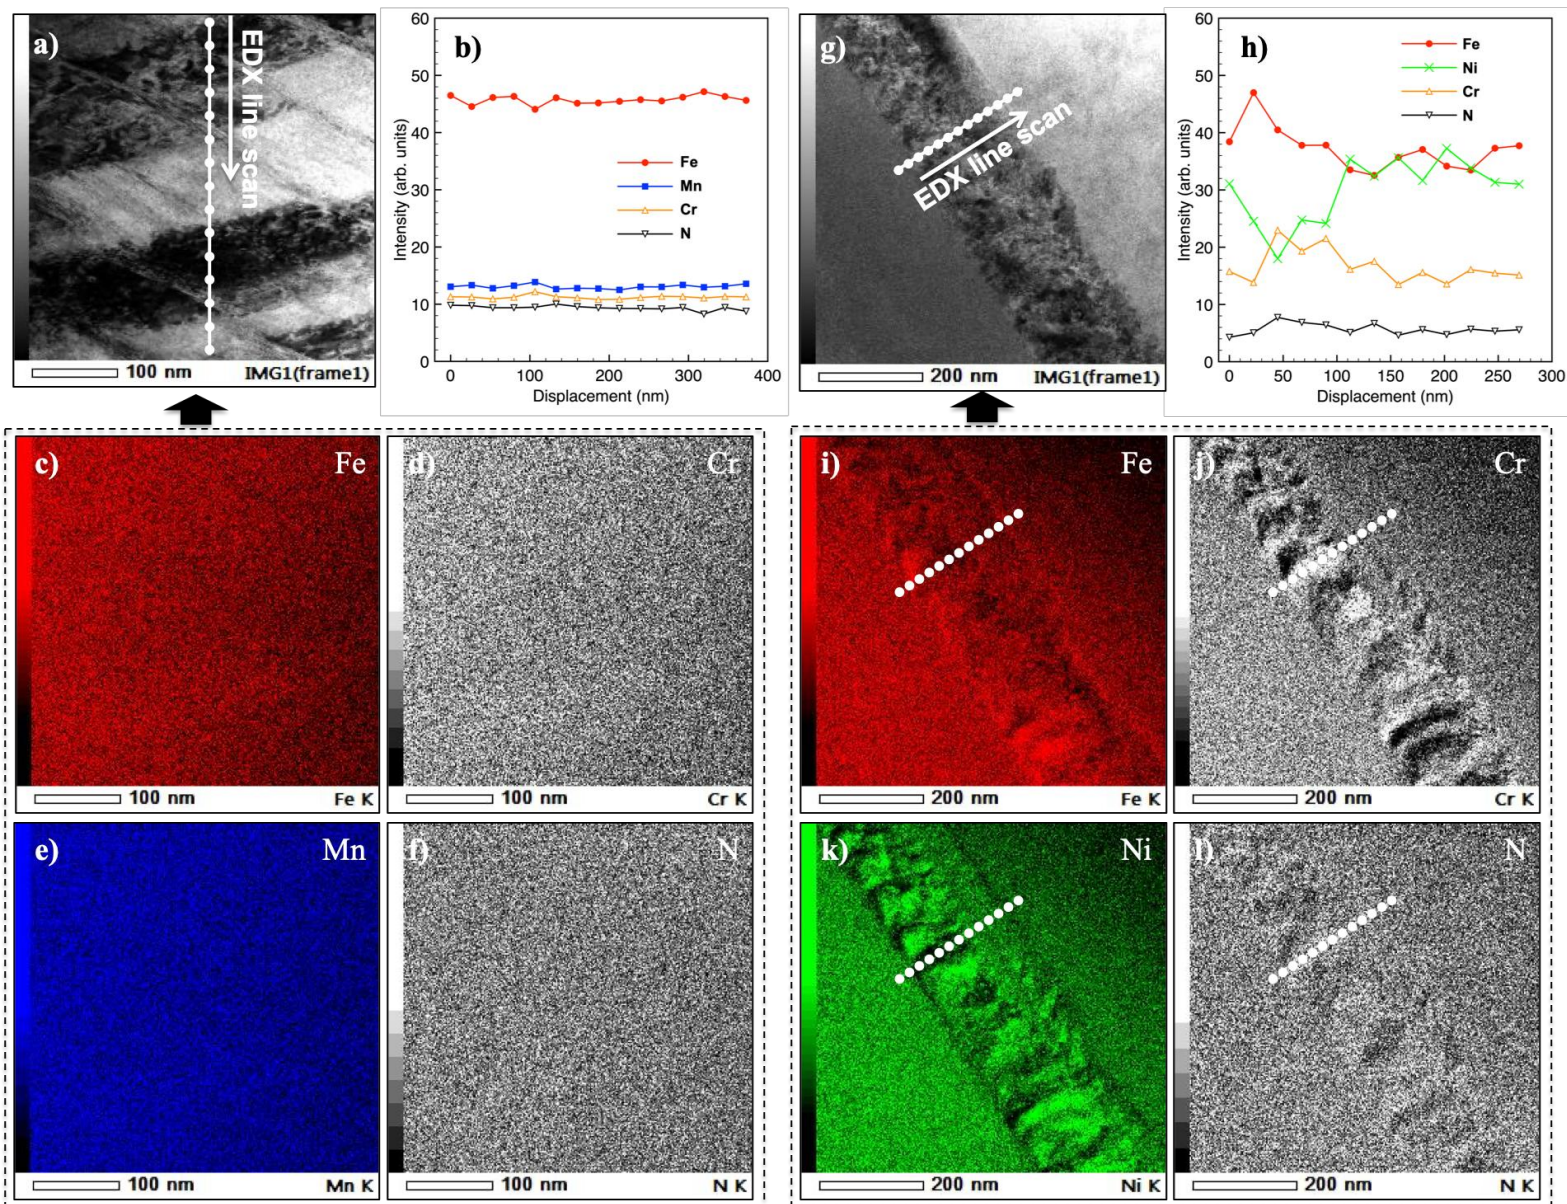 a)
EDX line scan
100 nm
IMG1(frame1)
b)
60
50
40
30
20
10
0
Intensity (arb. units)
Fe
Mn
Cr
N
0
100
200
300
400
Displacement (nm)
g)
EDX line scan
200 nm
IMG1(frame1)
h)
60
50
40
30
20
10
0
Intensity (arb. units)
Fe
Ni
Cr
N
0
50
100
150
200
250
300
Displacement (nm)
c)
Fe
100 nm
Fe K
d)
Cr
100 nm
Cr K
i)
Fe
200 nm
Fe K
j)
Cr
200 nm
Cr K
e)
Mn
100 nm
Mn K
f)
N
100 nm
N K
k)
Ni
200 nm
Ni K
l)
N
200 nm
N K